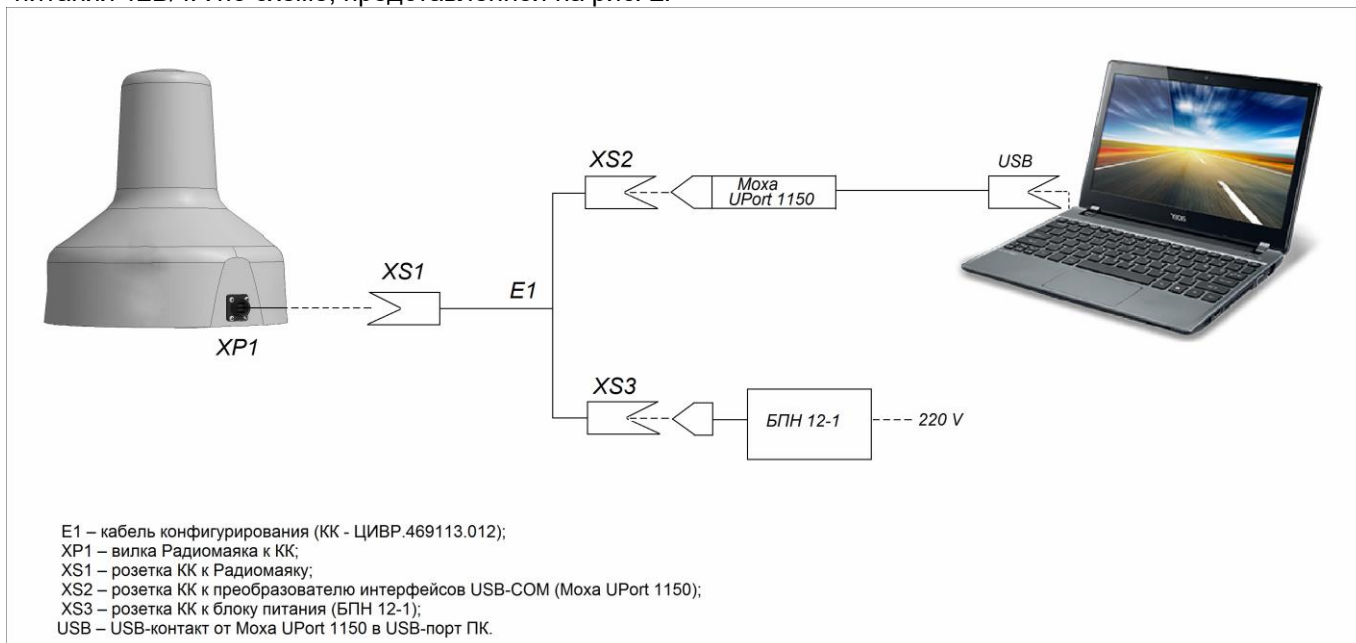 XS2
USB
Moxa
UPort 1150
XS1
E1
XP1
XS3
БПН 12-1
220 V
E1 – кабель конфигурирования (КК - ЦИВР.469113.012);
XP1 – вилка Радиомаяка к КК;
XS1 – розетка КК к Радиомаяку;
XS2 – розетка КК к преобразователю интерфейсов USB-COM (Moxa UPort 1150);
XS3 – розетка КК к блоку питания (БПН 12-1);
USB – USB-контакт от Moxa UPort 1150 в USB-порт ПК.